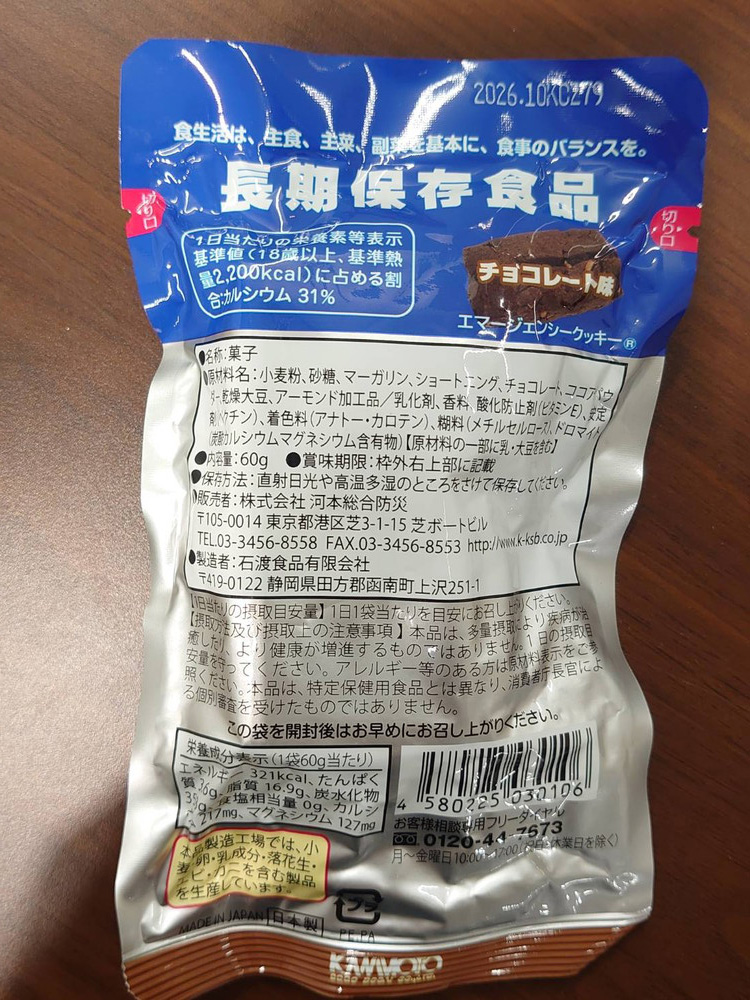 2026.10KC279
食生活は、主食、主菜、副菜を基本に、食事のバランスを。
長期保存食品
切り口
切り口
1日当たりの栄養素等表示
基準値(18歳以上、基準熱
量2,200kcal)に占める割
合:カルシウム 31%
チョコレート味
エマージェンシークッキー®
●名称:菓子
●原材料名:小麦粉、砂糖、マーガリン、ショートニング、チョコレート、ココアパウ
ダー、乾燥大豆、アーモンド加工品/乳化剤、香料、酸化防止剤(ビタミンE)、安定
剤(ペクチン)、着色料(アナトー・カロテン)、糊料(メチルセルロース)、ドロマイト
(炭酸カルシウムマグネシウム含有物)【原材料の一部に乳・大豆を含む】
●内容量:60g ●賞味期限:枠外右上部に記載
●保存方法:直射日光や高温多湿のところをさけて保存してください。
●販売者:株式会社 河本総合防災
〒105-0014 東京都港区芝3-1-15 芝ボートビル
TEL.03-3456-8558 FAX.03-3456-8553 http://www.k-ksb.co.jp
●製造者:石渡食品有限会社
〒419-0122 静岡県田方郡函南町上沢251-1
【1日当たりの摂取目安量】1日1袋当たりを目安にお召し上がりください。
【摂取方法及び摂取上の注意事項】本品は、多量摂取により疾病が治
癒したり、より健康が増進するものではありません。1日の摂取目
安量を守ってください。アレルギー等のある方は原材料表示をご参
照ください。本品は、特定保健用食品とは異なり、消費者庁長官によ
る個別審査を受けたものではありません。
この袋を開封後はお早めにお召し上がりください。
栄養成分表示(1袋60g当たり)
エネルギー 321kcal、たんぱく
質 脂質 16.9g、炭水化物
食塩相当量 0g、カルシ
217mg、マグネシウム 127mg
4 580225 030106
お客様相談専用フリーダイヤル
0120-44-7673
月~金曜日10:00~17:00(祝日休業日を除く)
本品製造工場では、小
麦・卵・乳成分・落花生・
エビ・カニを含む製品
を生産しています。
MADE IN JAPAN 日本製
プラ
PE,PA
KAWAMOTO